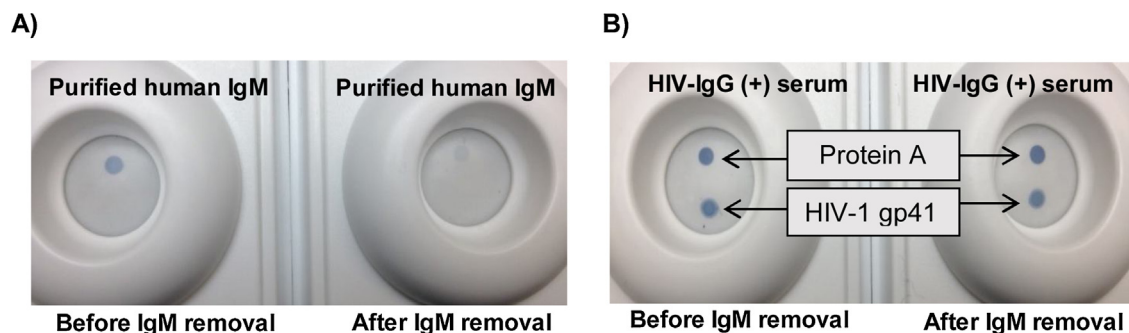 A)
Purified human IgM
Purified human IgM
Before IgM removal
After IgM removal
B)
HIV-IgG (+) serum
HIV-IgG (+) serum
Protein A
HIV-1 gp41
Before IgM removal
After IgM removal